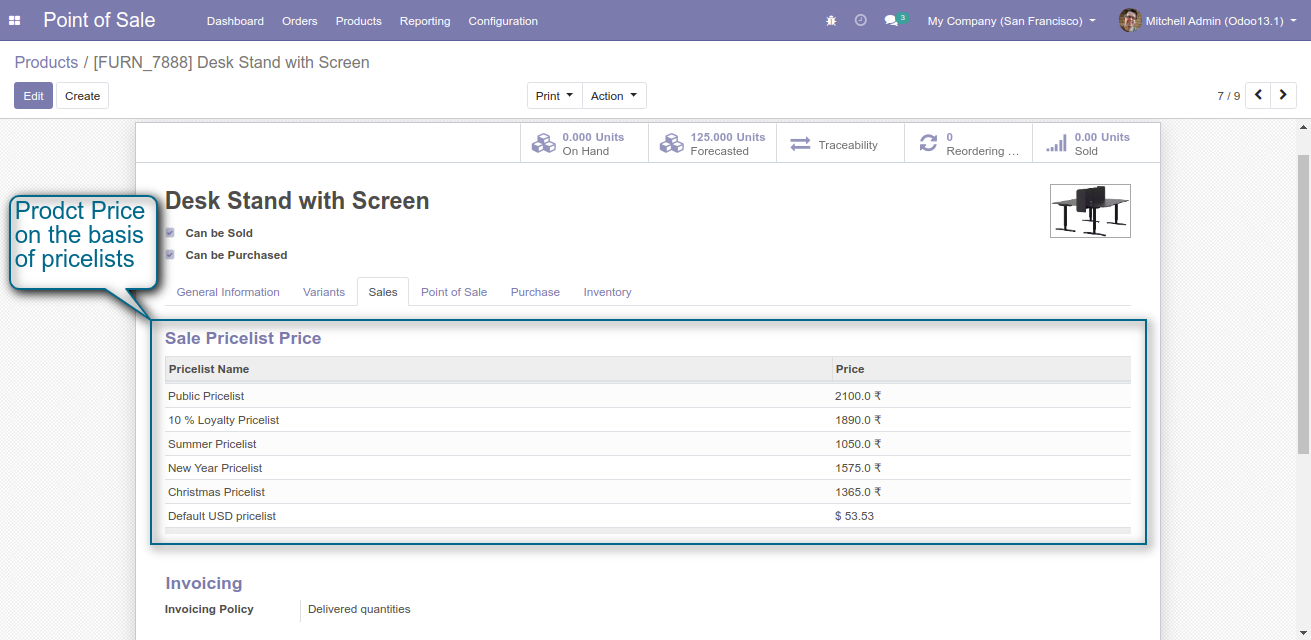 Point of Sale Dashboard Orders Products Reporting Configuration 3 My Company (San Francisco) Mitchell Admin (Odoo13.1)
Products / [FURN_7888] Desk Stand with Screen
Edit Create Print Action 7 / 9
0.000 Units
On Hand
125.000 Units
Forecasted
Traceability
0
Reordering ...
0.00 Units
Sold
Prodct Price
on the basis
of pricelists
Desk Stand with Screen
Can be Sold
Can be Purchased
General Information Variants Sales Point of Sale Purchase Inventory
Sale Pricelist Price
Pricelist Name Price
Public Pricelist 2100.0 ₹
10 % Loyalty Pricelist 1890.0 ₹
Summer Pricelist 1050.0 ₹
New Year Pricelist 1575.0 ₹
Christmas Pricelist 1365.0 ₹
Default USD pricelist $ 53.53
Invoicing
Invoicing Policy Delivered quantities